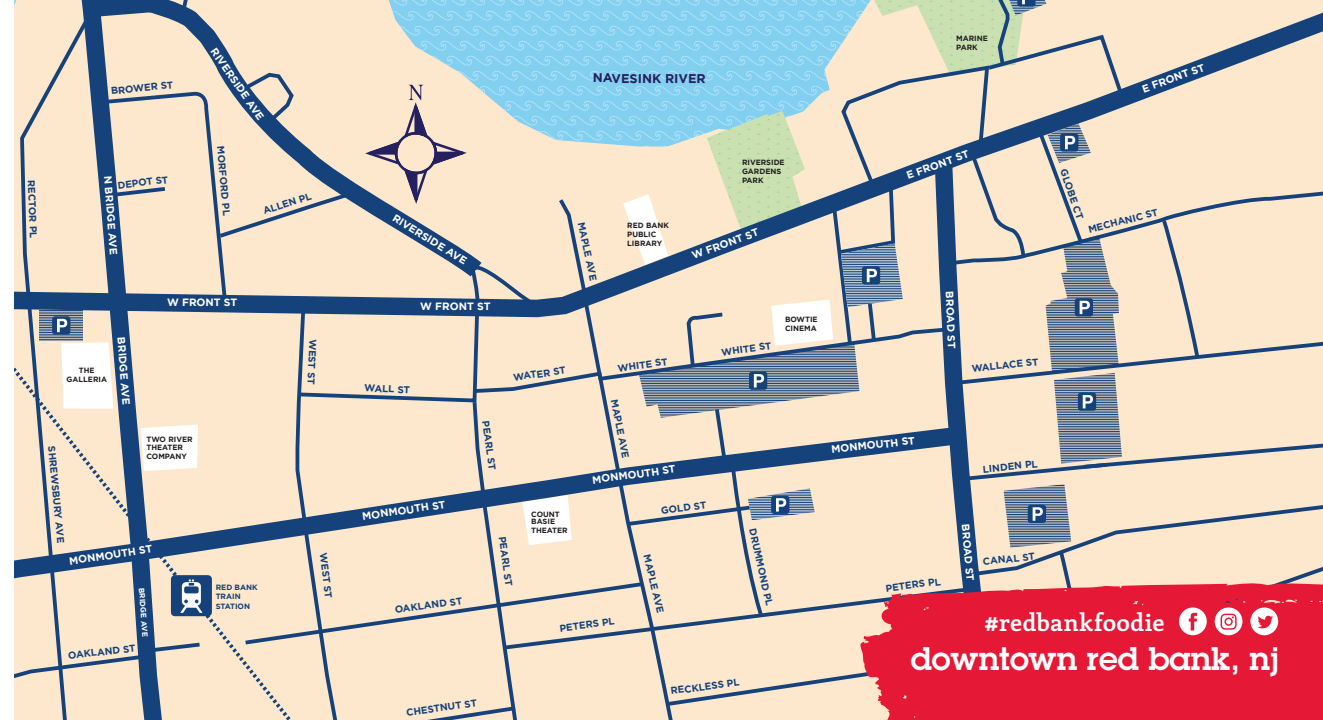 P
MARINE
PARK
NAVESINK RIVER
E FRONT ST
RIVERSIDE AVE
BROWER ST
N
P
E FRONT ST
RIVERSIDE
GARDENS
PARK
MORFORD PL
DEPOT ST
RECTOR PL
N BRIDGE AVE
ALLEN PL
GLOBE CT
MECHANIC ST
RIVERSIDE AVE
MAPLE AVE
RED BANK
PUBLIC
LIBRARY
W FRONT ST
P
W FRONT ST
W FRONT ST
P
BROAD ST
P
BOWTIE
CINEMA
WEST ST
BRIDGE AVE
WHITE ST
WHITE ST
WALLACE ST
THE
GALLERIA
WALL ST
WATER ST
P
P
MAPLE AVE
PEARL ST
TWO RIVER
THEATER
COMPANY
MONMOUTH ST
LINDEN PL
MONMOUTH ST
SHREWSBURY AVE
MONMOUTH ST
GOLD ST
P
P
COUNT
BASIE
THEATER
BROAD ST
MONMOUTH ST
CANAL ST
WEST ST
PEARL ST
MAPLE AVE
DRUMMOND PL
PETERS PL
BRIDGE AVE
RED BANK
TRAIN
STATION
OAKLAND ST
PETERS PL
OAKLAND ST
RECKLESS PL
CHESTNUT ST
#redbankfoodie
downtown red bank, nj